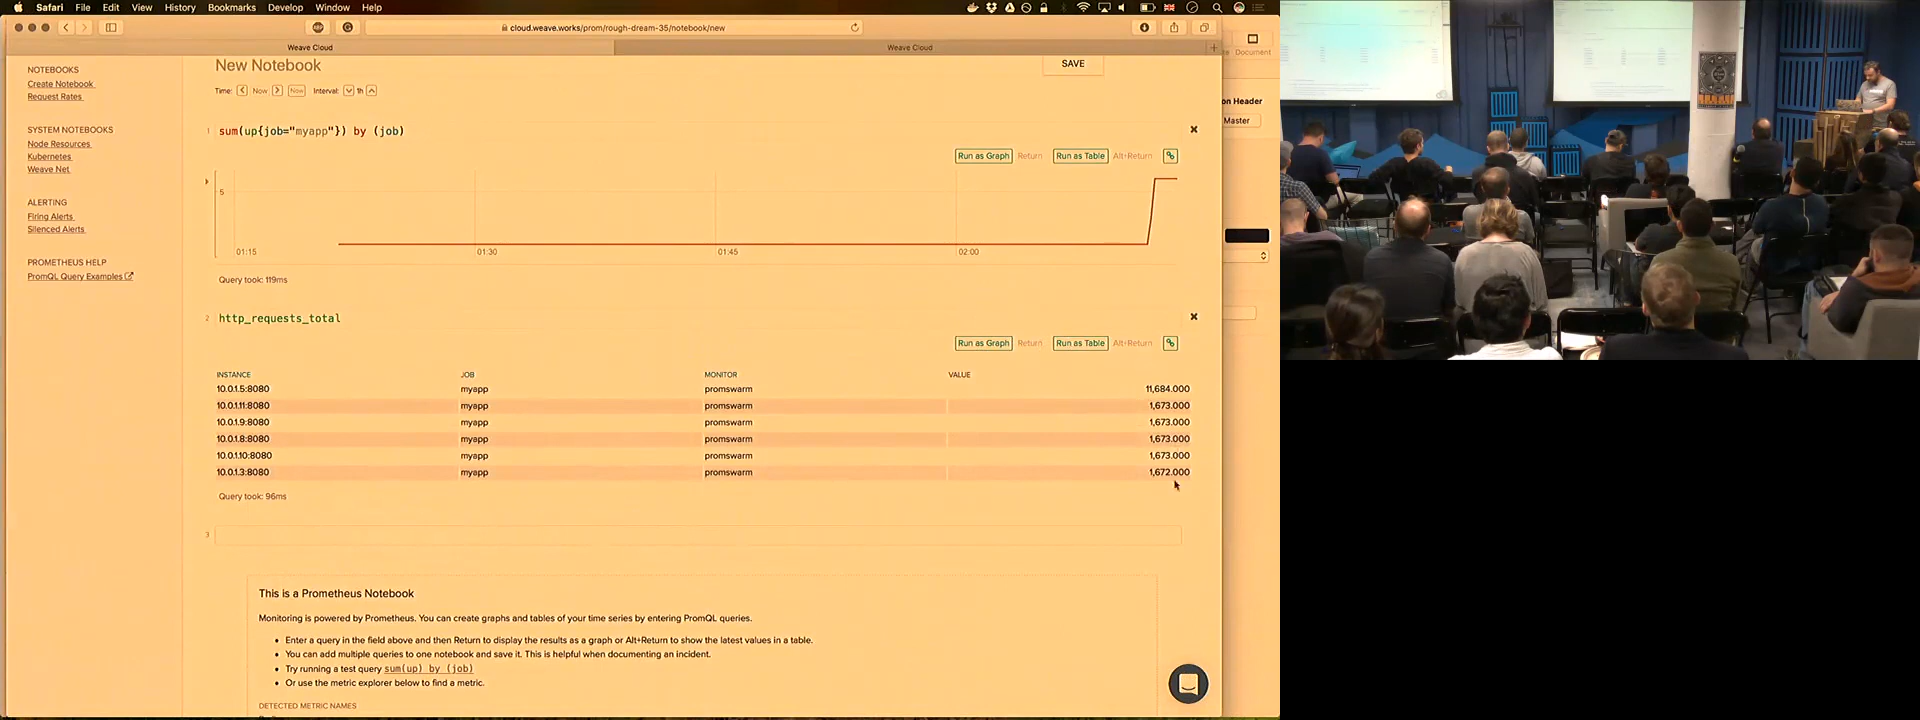 Safari File Edit View History Bookmarks Develop Window Help
cloud.weave.works/prom/rough-dream-35/notebook/new
Weave Cloud
Weave Cloud
Document
NOTEBOOKS
Create Notebook
Request Rates
SYSTEM NOTEBOOKS
Node Resources
Kubernetes
Weave Net
ALERTING
Firing Alerts
Silenced Alerts
PROMETHEUS HELP
PromQL Query Examples
New Notebook
SAVE
Time: Now Now Interval: 1h
1 sum(up{job="myapp"}) by (job)
Run as Graph Return Run as Table Alt+Return
5
01:15 01:30 01:45 02:00
Query took: 119ms
2 http_requests_total
Run as Graph Return Run as Table Alt+Return
INSTANCE JOB MONITOR VALUE
10.0.1.5:8080 myapp promswarm 11,684.000
10.0.1.11:8080 myapp promswarm 1,673.000
10.0.1.9:8080 myapp promswarm 1,673.000
10.0.1.8:8080 myapp promswarm 1,673.000
10.0.1.10:8080 myapp promswarm 1,673.000
10.0.1.3:8080 myapp promswarm 1,672.000
Query took: 96ms
3
This is a Prometheus Notebook
Monitoring is powered by Prometheus. You can create graphs and tables of your time series by entering PromQL queries.
Enter a query in the field above and then Return to display the results as a graph or Alt+Return to show the latest values in a table.
You can add multiple queries to one notebook and save it. This is helpful when documenting an incident.
Try running a test query sum(up) by (job)
Or use the metric explorer below to find a metric.
DETECTED METRIC NAMES
on Header
Master